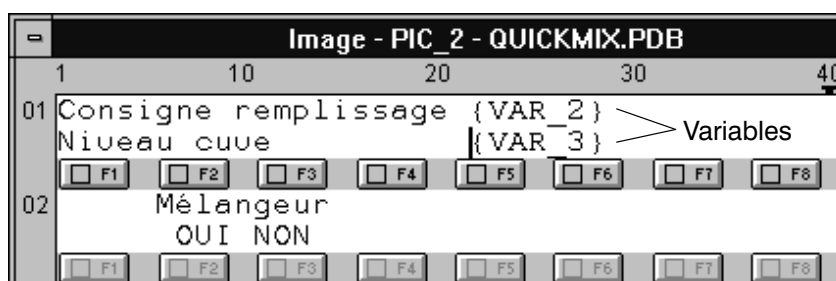 Image - PIC_2 - QUICKMIX.PDB
1 10 20 30 40
01 Consigne remplissage {VAR_2}
Variables
Niveau cuve {VAR_3}
F1 F2 F3 F4 F5 F6 F7 F8
02 Mélangeur
OUI NON
F1 F2 F3 F4 F5 F6 F7 F8